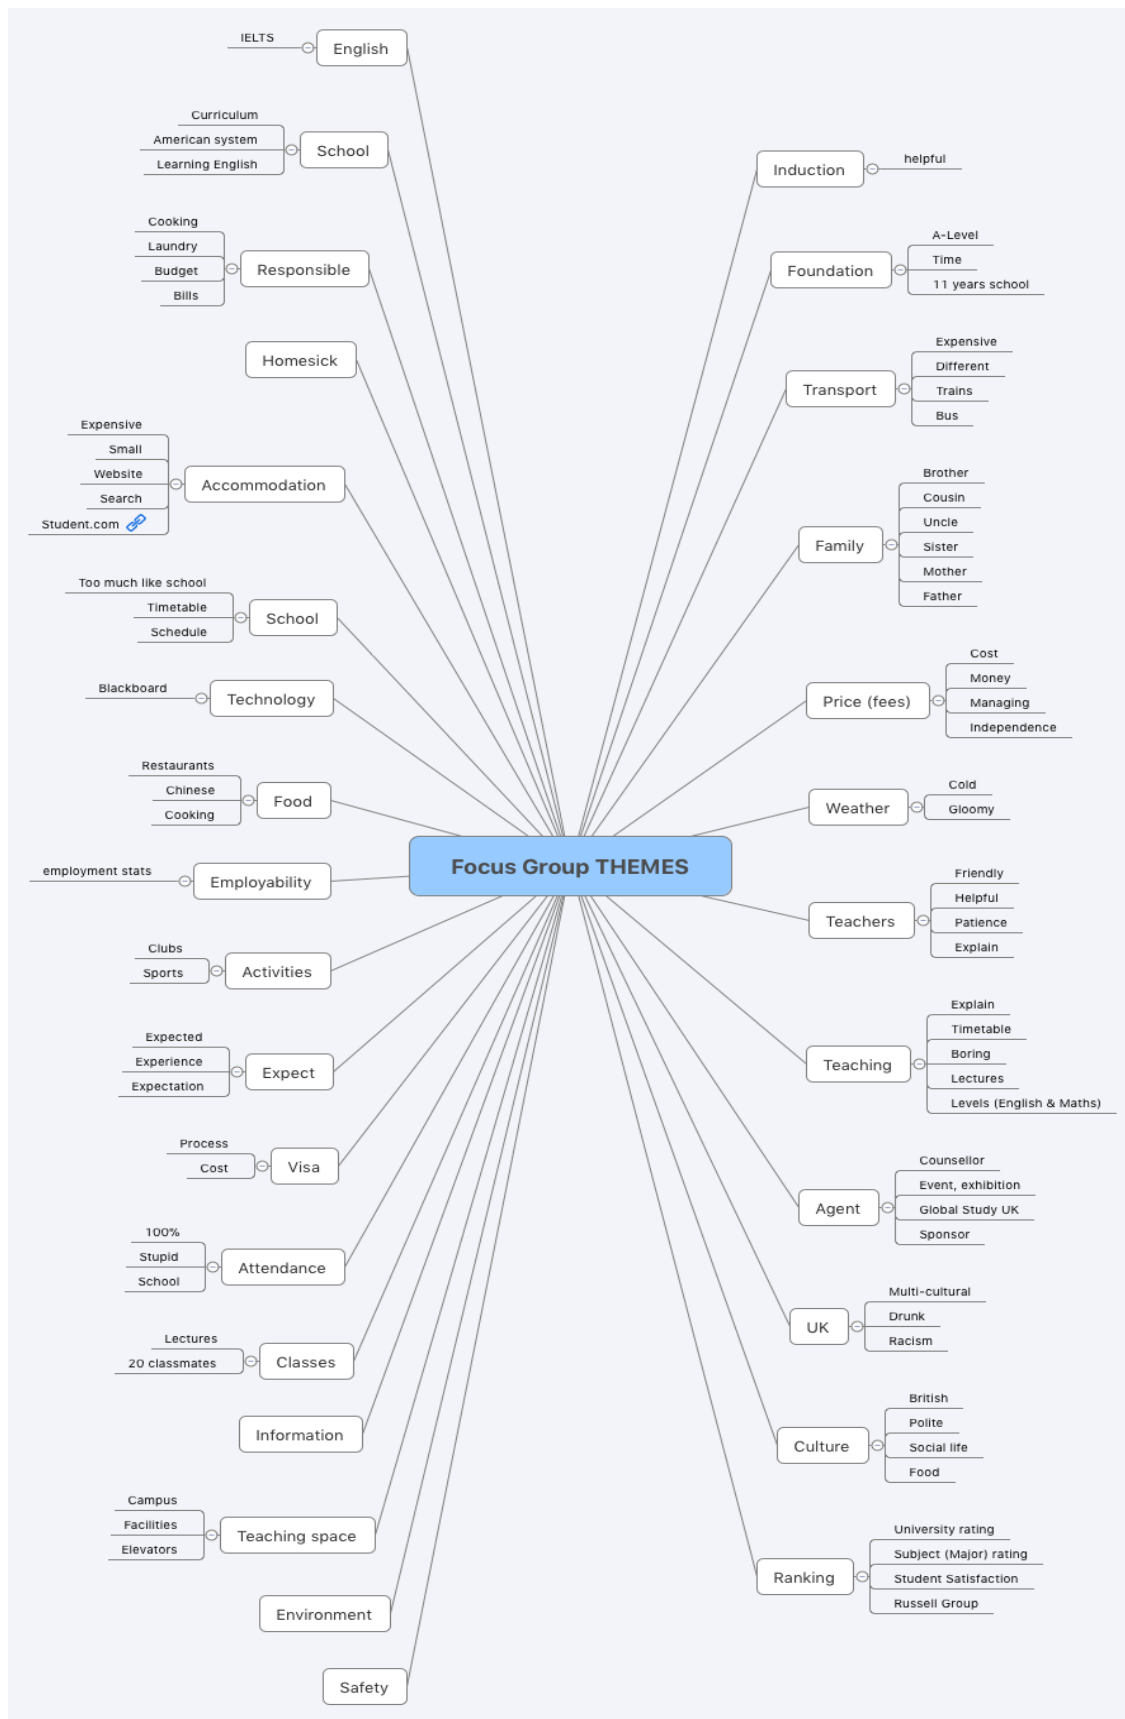 Focus Group THEMES
English
IELTS
School
Curriculum
American system
Learning English
Responsible
Cooking
Laundry
Budget
Bills
Homesick
Accommodation
Expensive
Small
Website
Search
Student.com
School
Too much like school
Timetable
Schedule
Technology
Blackboard
Food
Restaurants
Chinese
Cooking
Employability
employment stats
Activities
Clubs
Sports
Expect
Expected
Experience
Expectation
Visa
Process
Cost
Attendance
100%
Stupid
School
Classes
Lectures
20 classmates
Information
Teaching space
Campus
Facilities
Elevators
Environment
Safety
Induction
helpful
Foundation
A-Level
Time
11 years school
Transport
Expensive
Different
Trains
Bus
Family
Brother
Cousin
Uncle
Sister
Mother
Father
Price (fees)
Cost
Money
Managing
Independence
Weather
Cold
Gloomy
Teachers
Friendly
Helpful
Patience
Explain
Teaching
Explain
Timetable
Boring
Lectures
Levels (English & Maths)
Agent
Counsellor
Event, exhibition
Global Study UK
Sponsor
UK
Multi-cultural
Drunk
Racism
Culture
British
Polite
Social life
Food
Ranking
University rating
Subject (Major) rating
Student Satisfaction
Russell Group